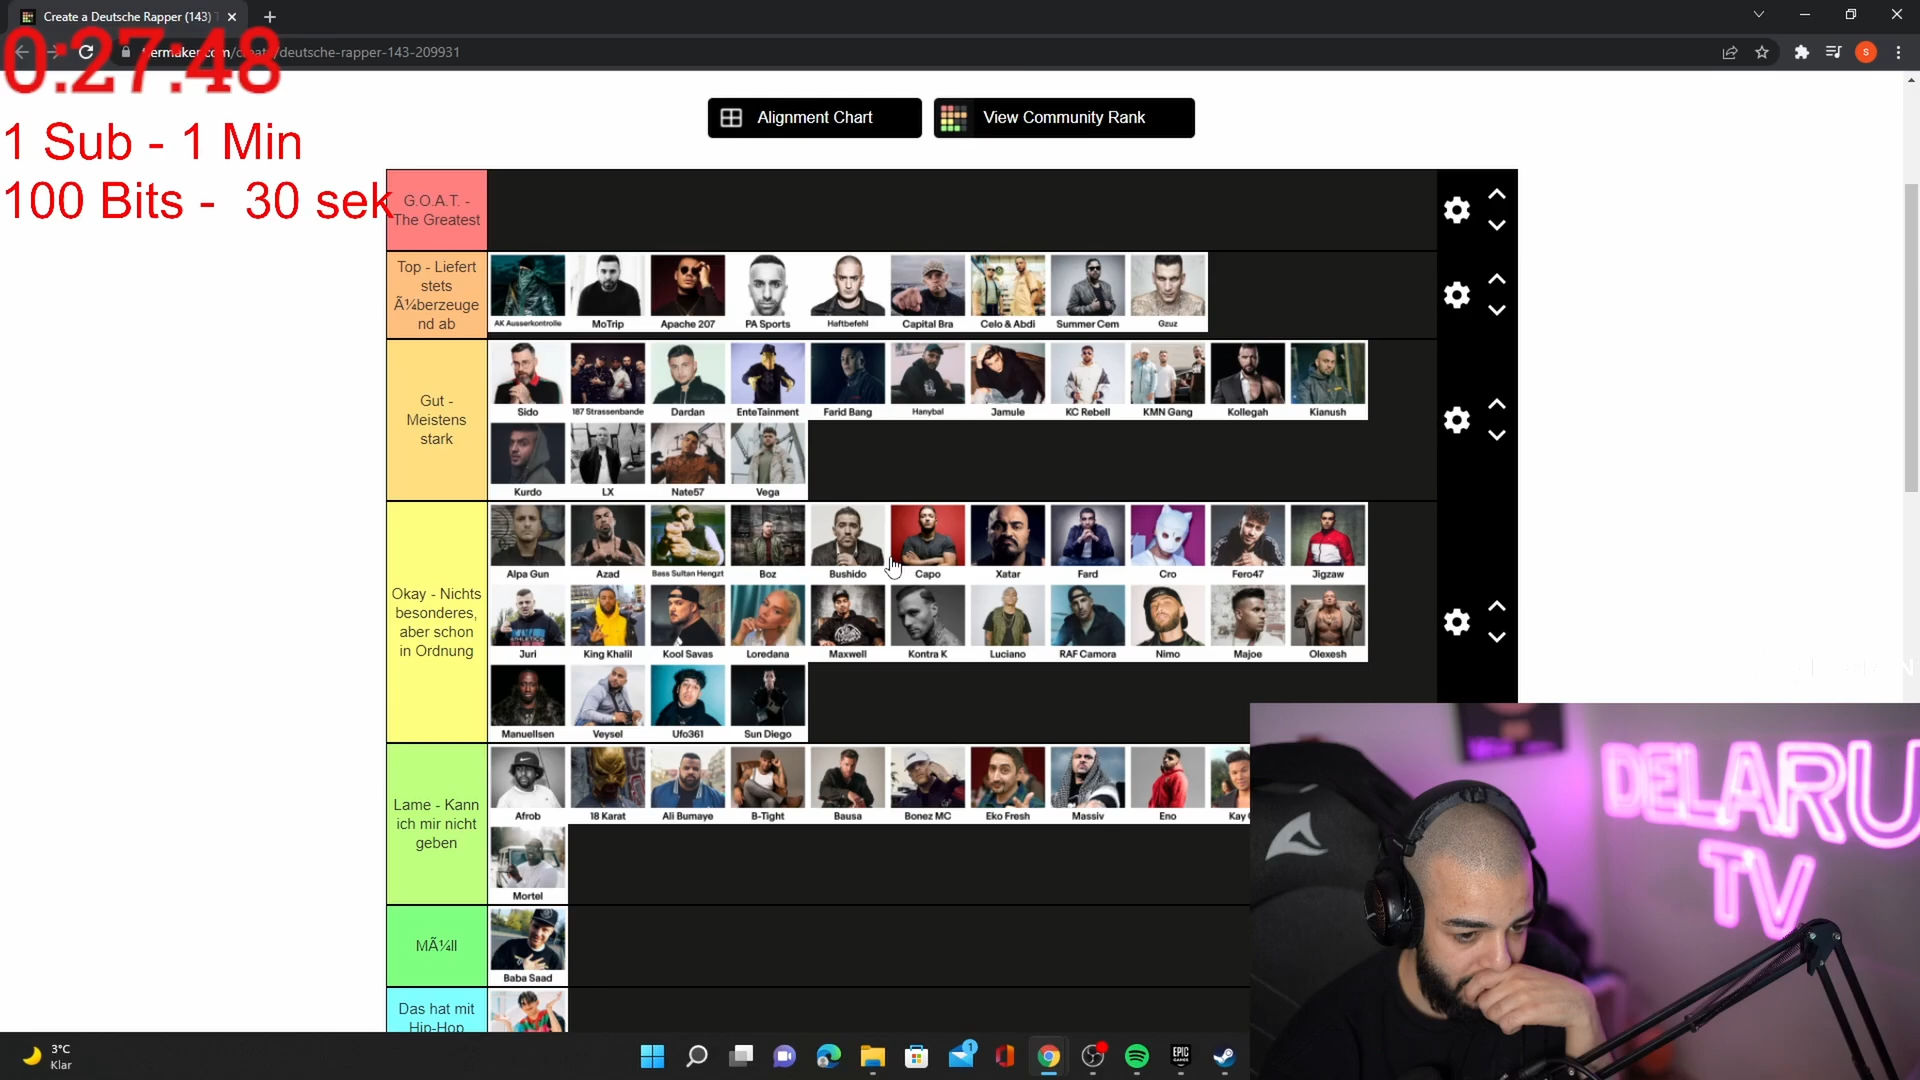 Create a Deutsche Rapper (143) T
0:27:48
tiermaker.com/create/deutsche-rapper-143-209931
1 Sub - 1 Min
100 Bits - 30 sek
Alignment Chart
View Community Rank
G.O.A.T. -
The Greatest
Top - Liefert
stets
Ã¼berzeuge
nd ab
AK Ausserkontrolle
MoTrip
Apache 207
PA Sports
Haftbefehl
Capital Bra
Celo & Abdi
Summer Cem
Gzuz
Gut -
Meistens
stark
Sido
187 Strassenbande
Dardan
EnteTainment
Farid Bang
Hanybal
Jamule
KC Rebell
KMN Gang
Kollegah
Kianush
Kurdo
LX
Nate57
Vega
Okay - Nichts
besonderes,
aber schon
in Ordnung
Alpa Gun
Azad
Bass Sultan Hengzt
Boz
Bushido
Capo
Xatar
Fard
Cro
Fero47
Jigzaw
Juri
King Khalil
Kool Savas
Loredana
Maxwell
Kontra K
Luciano
RAF Camora
Nimo
Majoe
Olexesh
Manuellsen
Veysel
Ufo361
Sun Diego
Lame - Kann
ich mir nicht
geben
Afrob
18 Karat
Ali Bumaye
B-Tight
Bausa
Bonez MC
Eko Fresh
Massiv
Eno
Kay
Mortel
MÃ¼ll
Baba Saad
Das hat mit
Hip-Hop
DELARU
TV
3°C
Klar
1
EPIC
GAMES
S